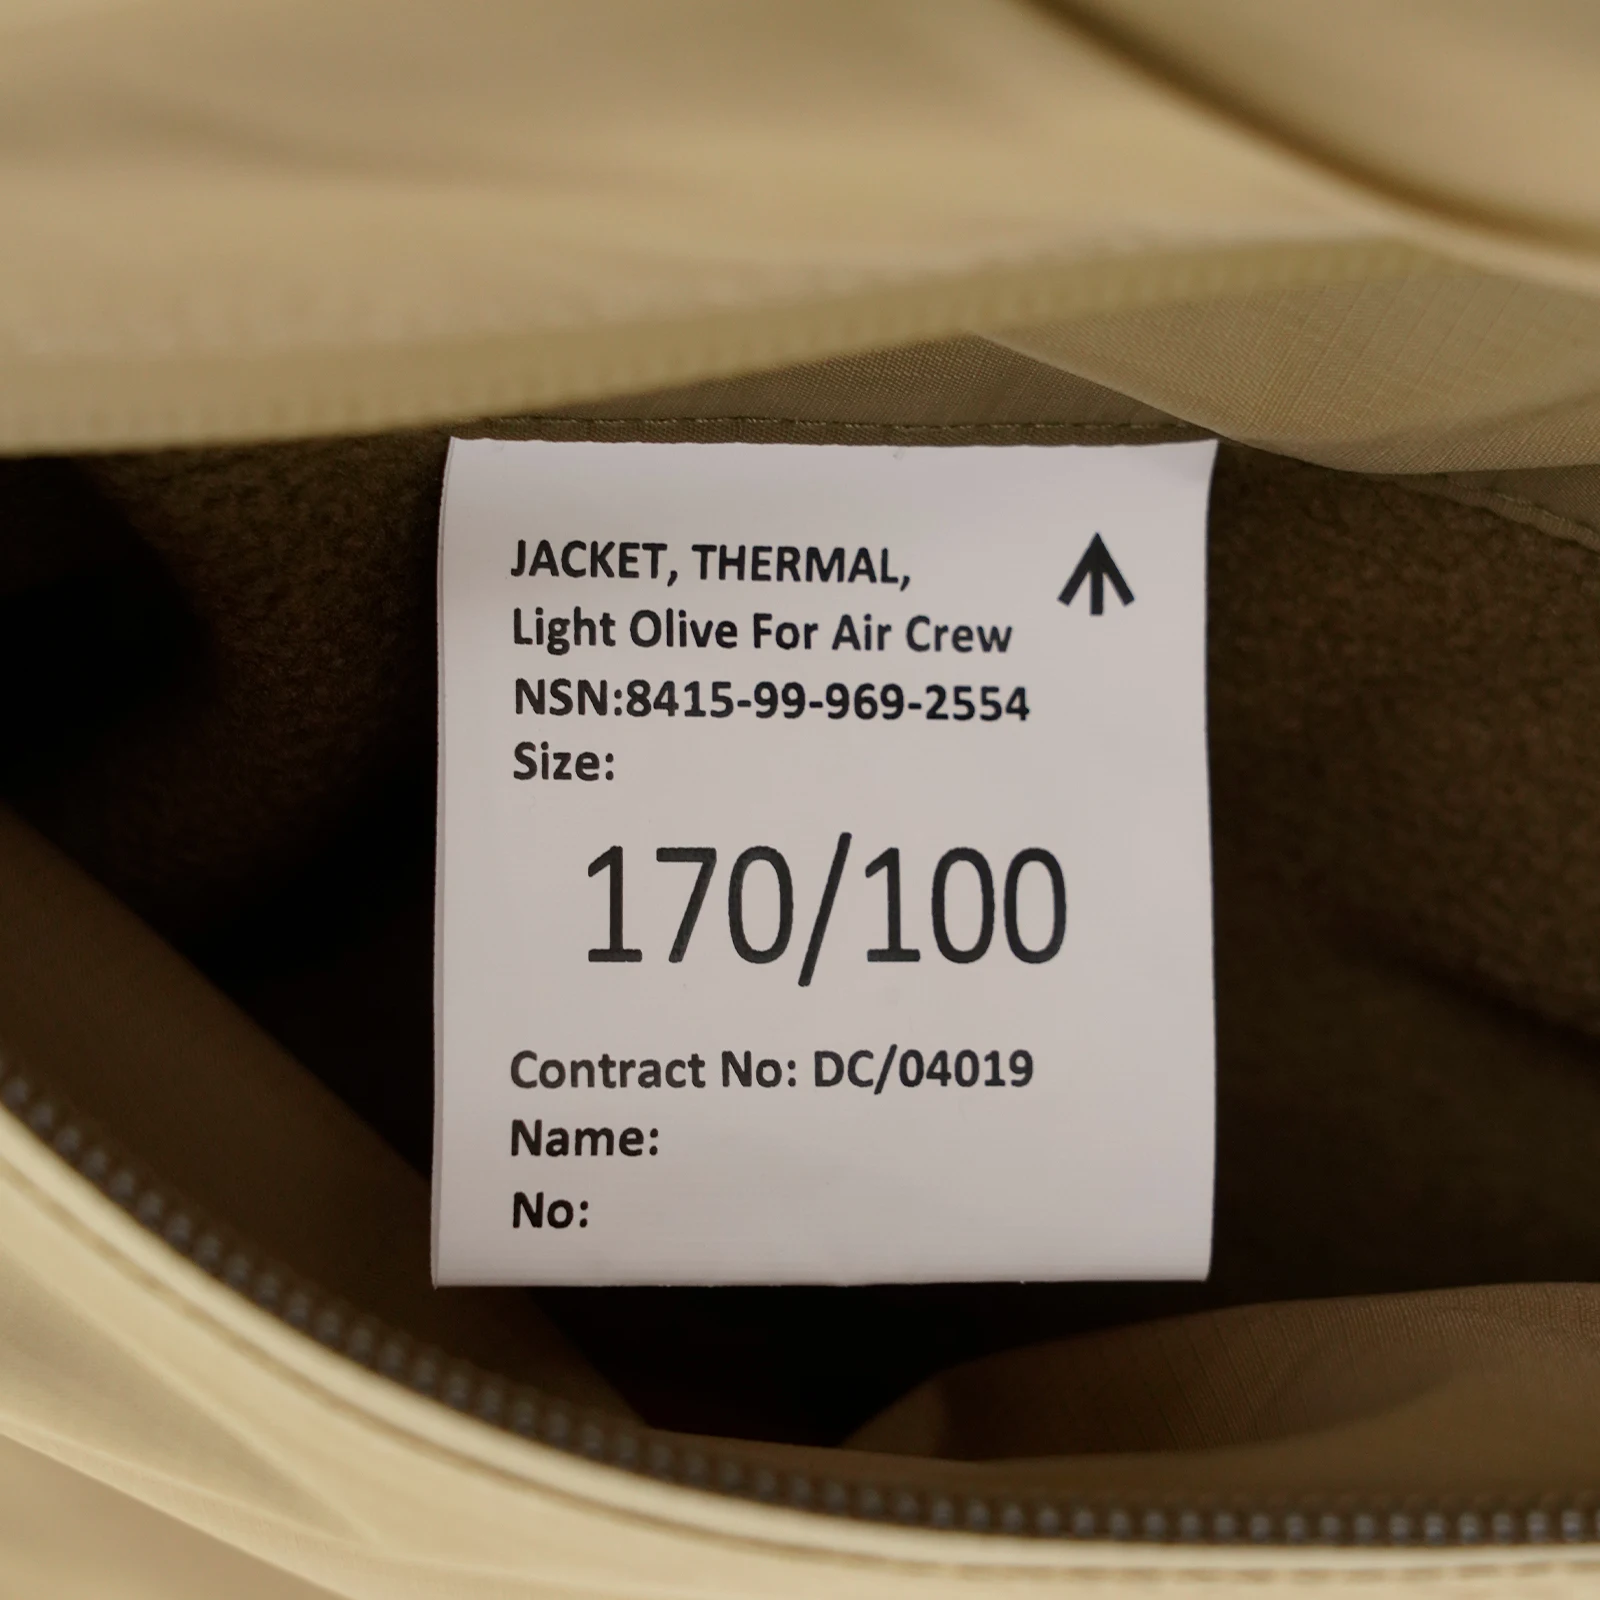 JACKET, THERMAL,
Light Olive For Air Crew
NSN:8415-99-969-2554
Size:
170/100
Contract No: DC/04019
Name:
No: